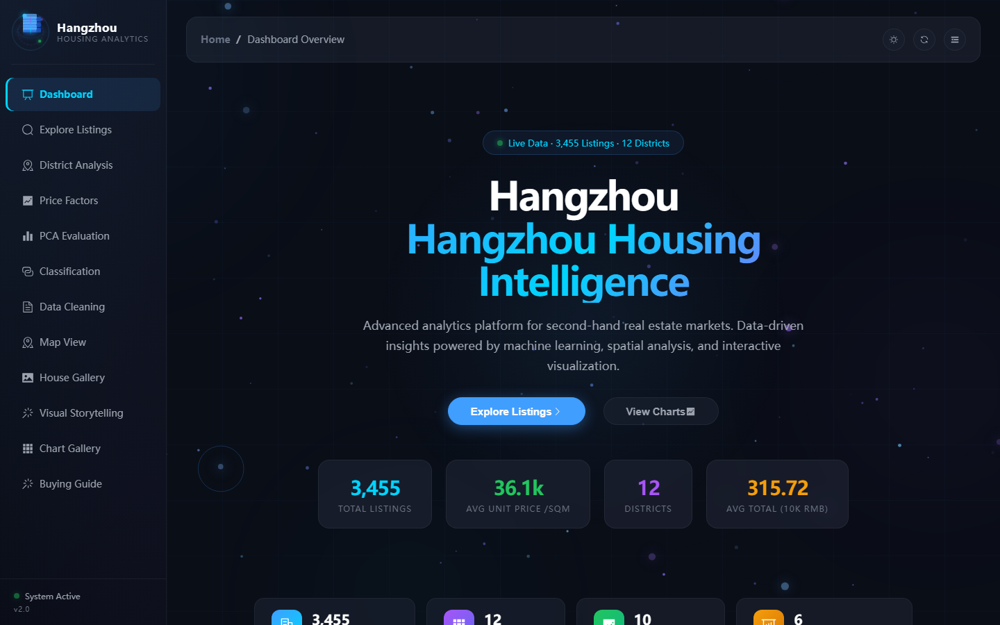 Hangzhou
HOUSING ANALYTICS
Dashboard
Explore Listings
District Analysis
Price Factors
PCA Evaluation
Classification
Data Cleaning
Map View
House Gallery
Visual Storytelling
Chart Gallery
Buying Guide
System Active
v2.0
Home / Dashboard Overview
Live Data · 3,455 Listings · 12 Districts
Hangzhou
Hangzhou Housing
Intelligence
Advanced analytics platform for second-hand real estate markets. Data-driven
insights powered by machine learning, spatial analysis, and interactive
visualization.
Explore Listings
View Charts
3,455
TOTAL LISTINGS
36.1k
AVG UNIT PRICE /SQM
12
DISTRICTS
315.72
AVG TOTAL (10K RMB)
3,455
12
10
6